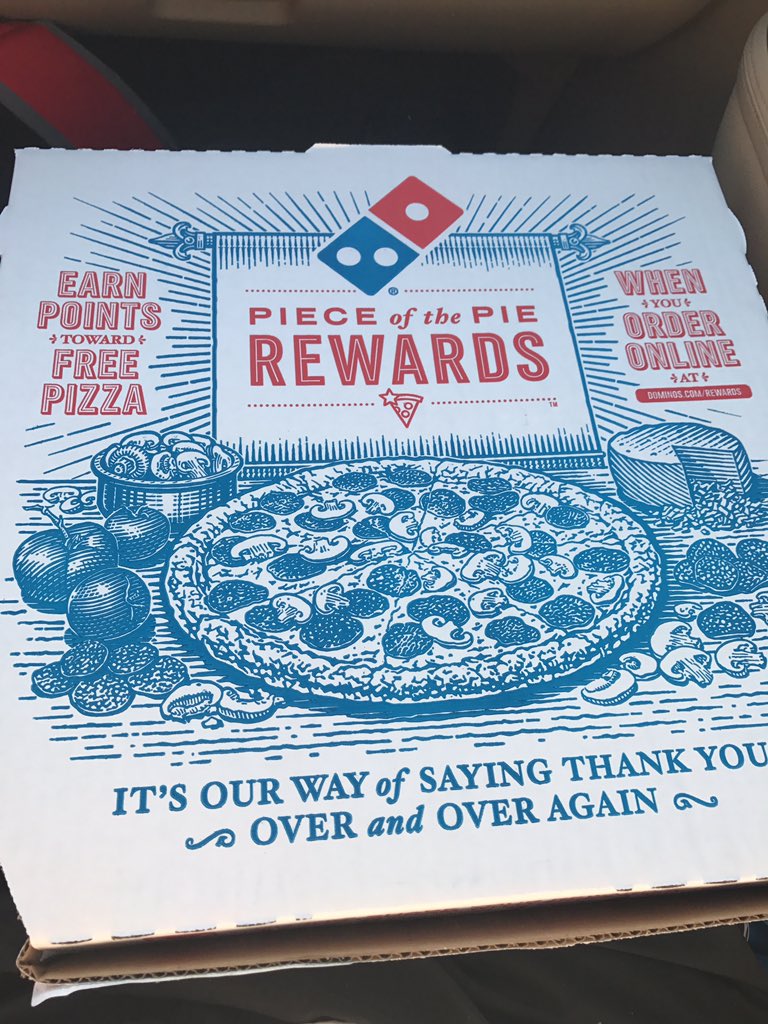 EARN
POINTS
TOWARD
FREE
PIZZA
®
PIECE of the PIE
REWARDS
™
WHEN
YOU
ORDER
ONLINE
AT
DOMINOS.COM/REWARDS
IT'S OUR WAY of SAYING THANK YOU
OVER and OVER AGAIN